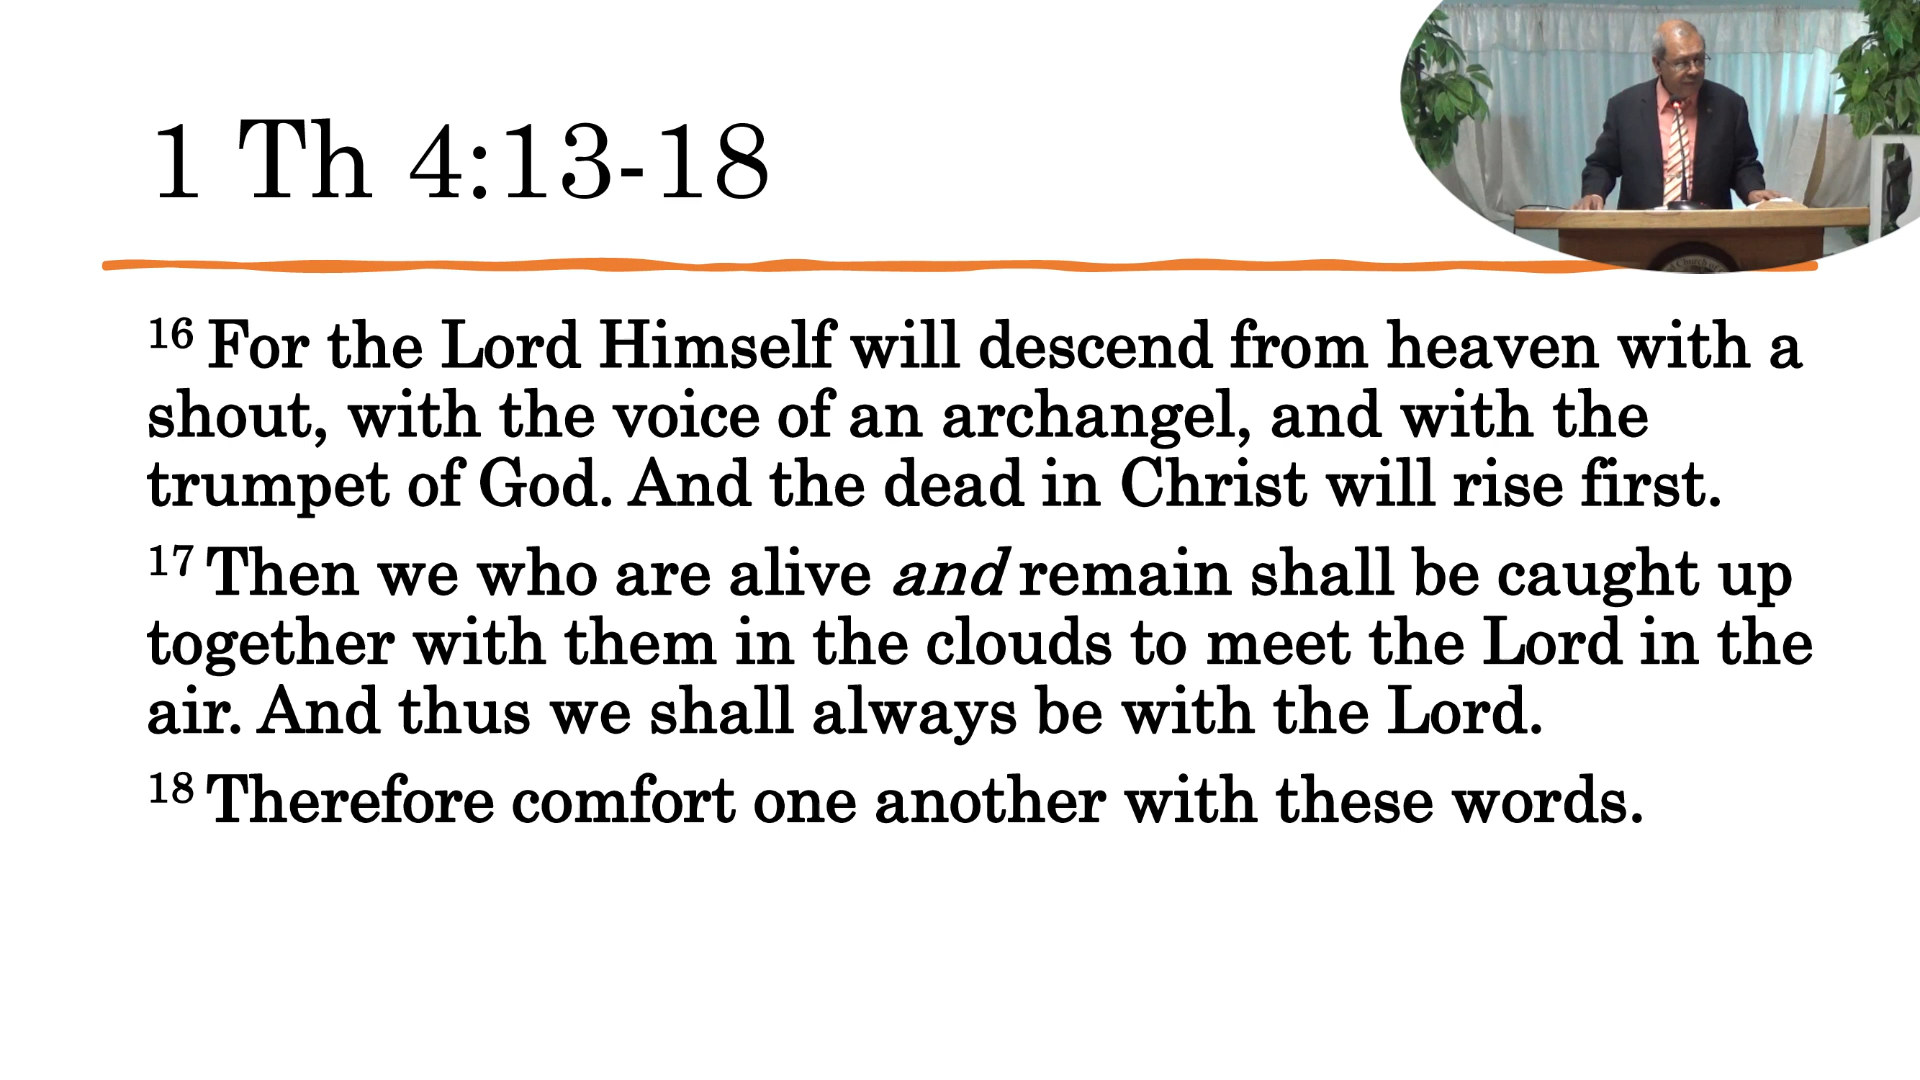 1 Th 4:13-18
16 For the Lord Himself will descend from heaven with a
shout, with the voice of an archangel, and with the
trumpet of God. And the dead in Christ will rise first.
17 Then we who are alive and remain shall be caught up
together with them in the clouds to meet the Lord in the
air. And thus we shall always be with the Lord.
18 Therefore comfort one another with these words.
Church of